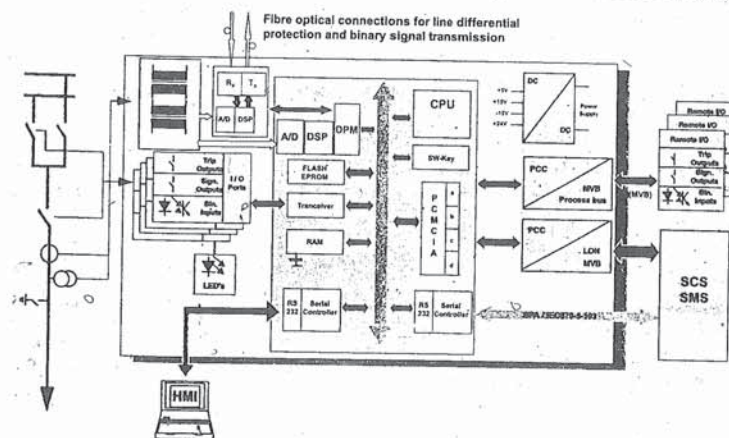 Fibre optical connections for line differential
protection and binary signal transmission
Rx Tx
A/D DSP
A/D DSP DPM
CPU
SW-Key
FLASH
EPROM
Tranceiver
RAM
PCMCIA
a
b
c
d
RS
232
Serial
Controller
RS
232
Serial
Controller
Trip
Outputs
Sign.
Outputs
Bin.
Inputs
I/O
Ports
LED's
HMI
DC
DC
+5V
+15V
-15V
+24V
Power
Supply
PCC
MVB
Process bus
PCC
LON
MVB
(MVB)
Remote I/O
Remote I/O
Remote I/O
Trip
Outputs
Sign.
Outputs
Bin.
Inputs
SCS
SMS